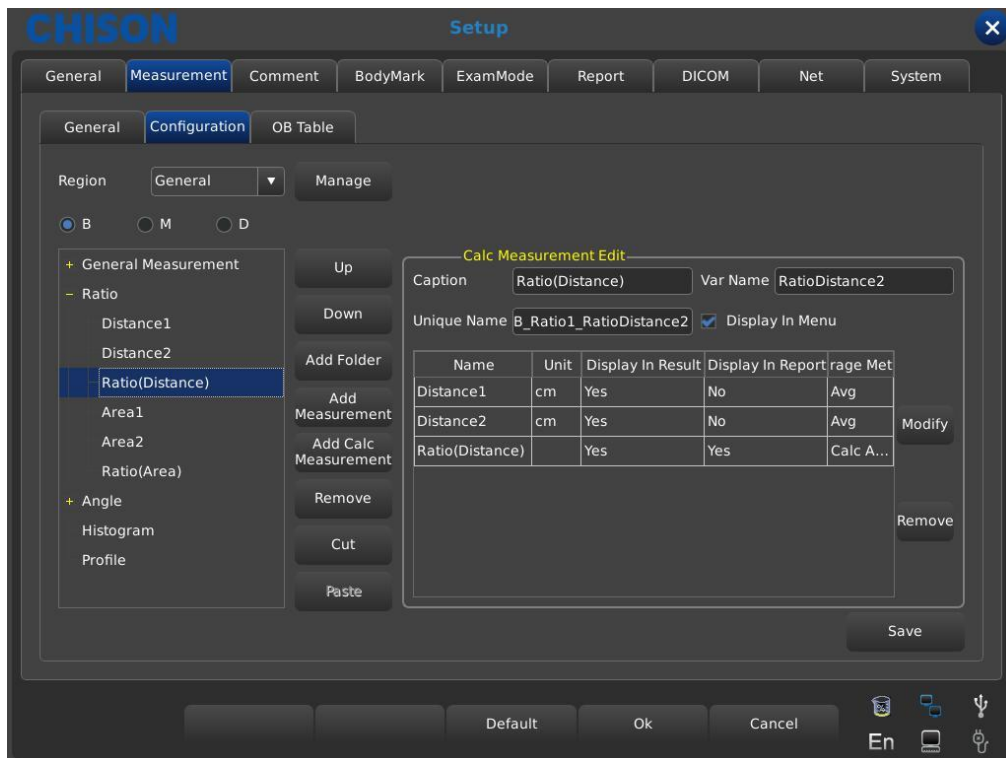 CHISON
Setup
General Measurement Comment BodyMark ExamMode Report DICOM Net System
General Configuration OB Table
Region General Manage
B M D
+ General Measurement
− Ratio
Distance1
Distance2
Ratio(Distance)
Area1
Area2
Ratio(Area)
+ Angle
Histogram
Profile
Up
Down
Add Folder
Add
Measurement
Add Calc
Measurement
Remove
Cut
Paste
Calc Measurement Edit
Caption Ratio(Distance) Var Name RatioDistance2
Unique Name B_Ratio1_RatioDistance2 Display In Menu
Name Unit Display In Result Display In Report rage Met
Distance1 cm Yes No Avg
Distance2 cm Yes No Avg
Ratio(Distance) Yes Yes Calc A...
Modify
Remove
Save
Default Ok Cancel
En